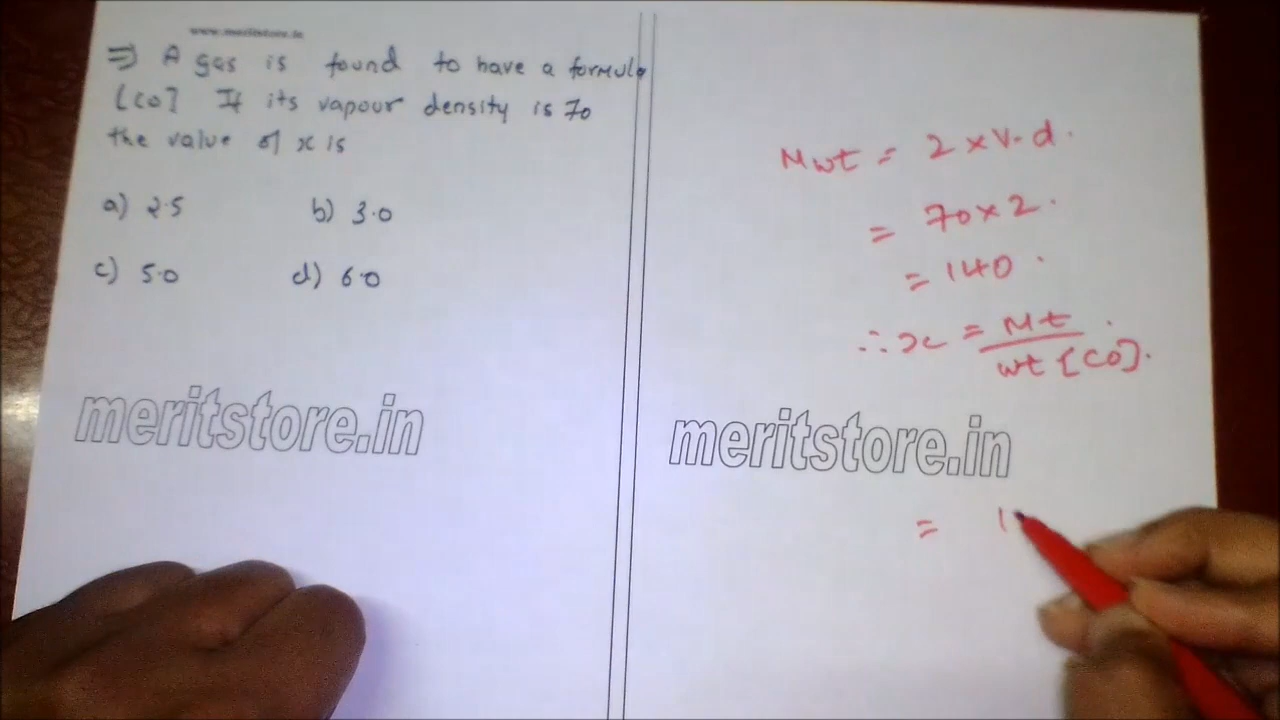 www.meritstore.in
⇒ A gas is found to have a formula
[CO] If its vapour density is 70
the value of x is
a) 2.5 b) 3.0
c) 5.0 d) 6.0
meritstore.in
Mwt = 2 × V.d.
= 70 × 2.
= 140.
∴ x = Mt / wt [CO].
meritstore.in
= 1